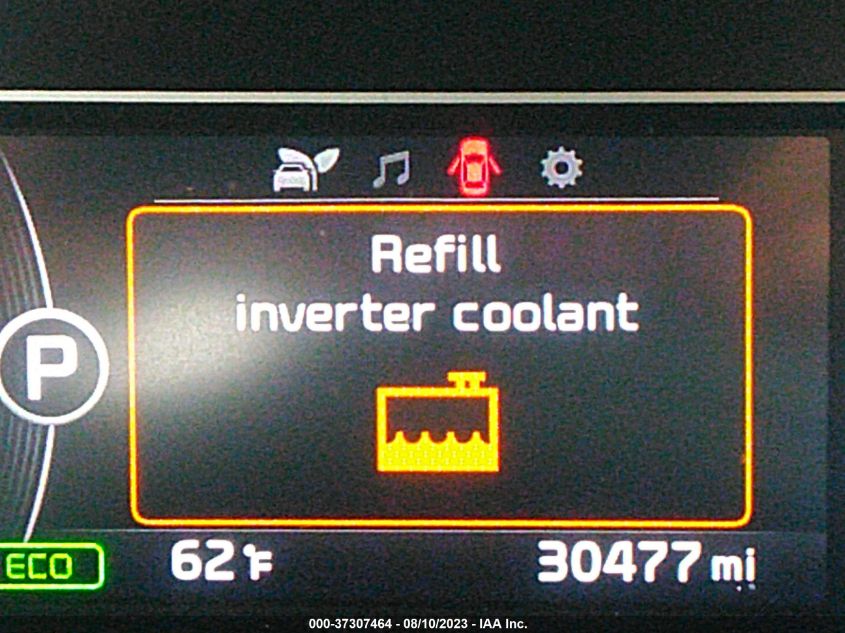 Refill
inverter coolant
P
ECO
62°F
30477 mi
000-37307464 - 08/10/2023 - IAA Inc.